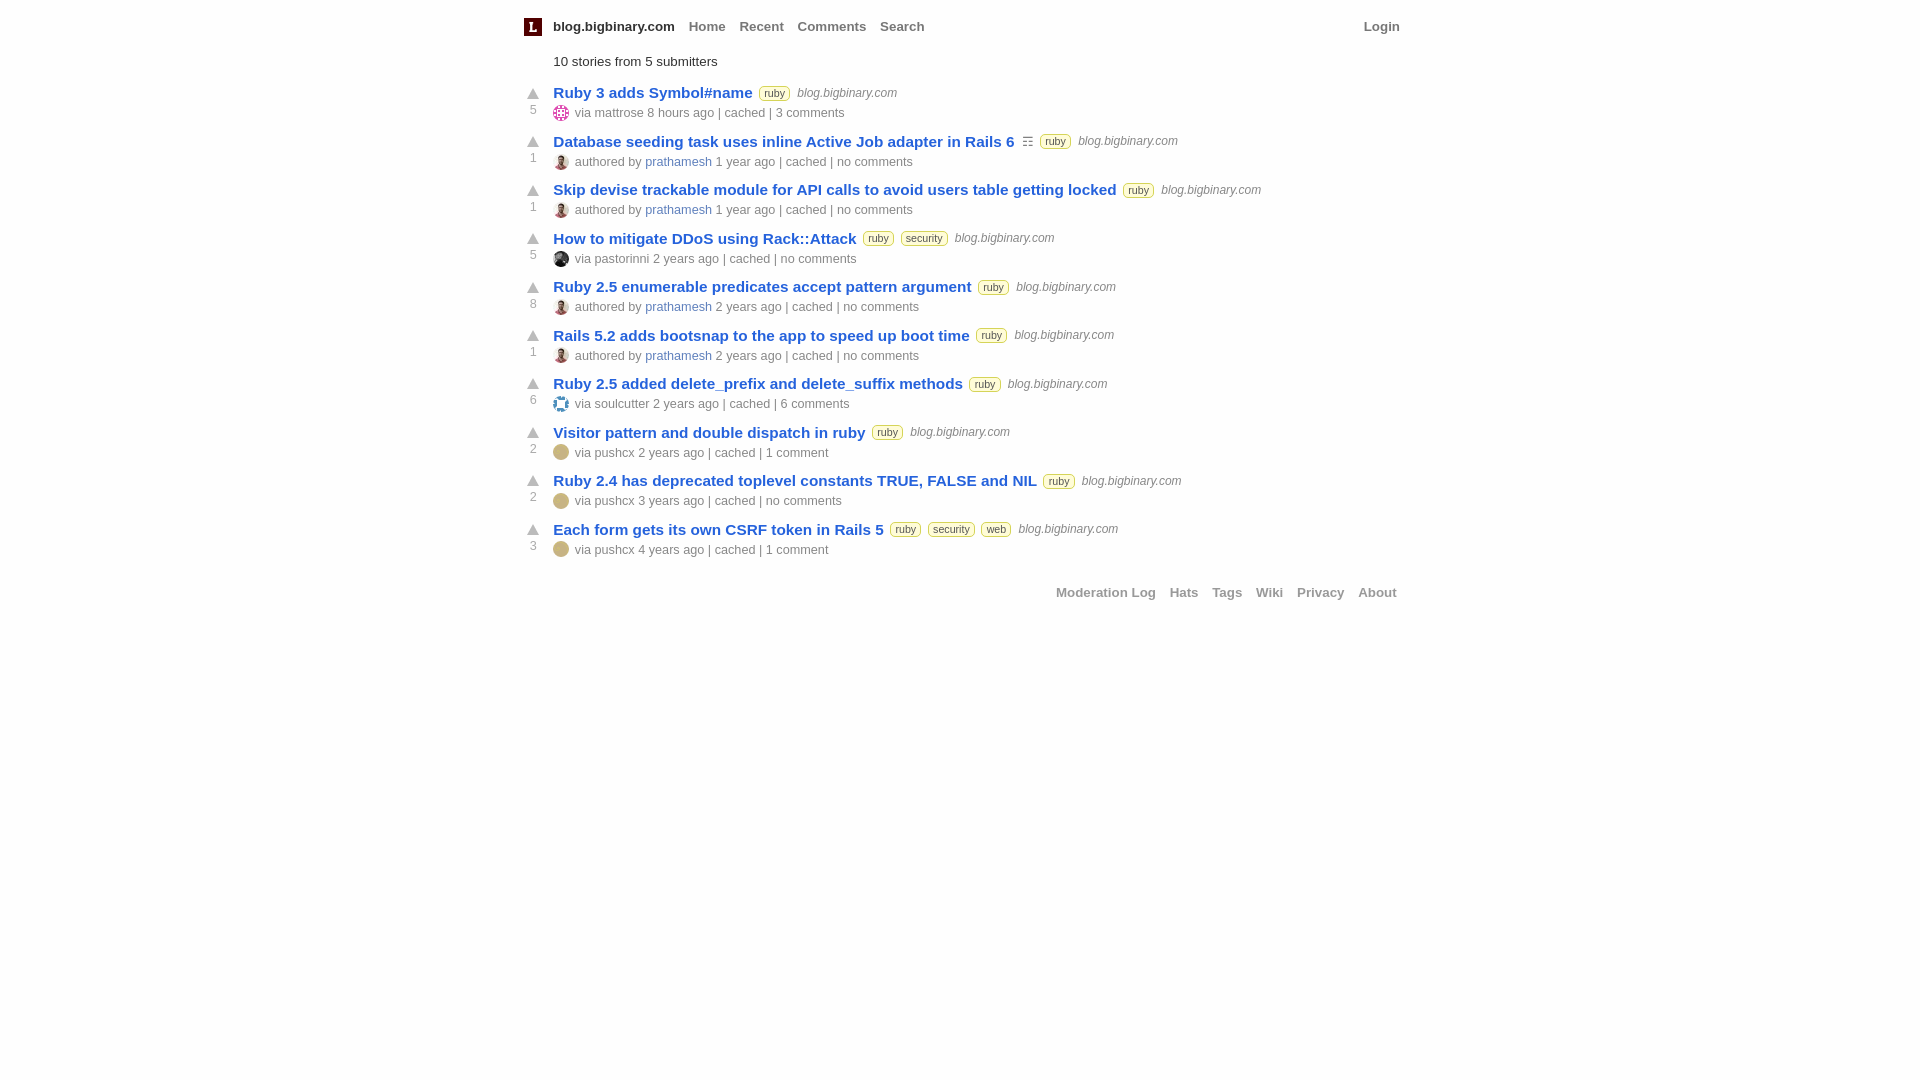 L blog.bigbinary.com Home Recent Comments Search Login
10 stories from 5 submitters
Ruby 3 adds Symbol#name ruby blog.bigbinary.com
5
via mattrose 8 hours ago | cached | 3 comments
Database seeding task uses inline Active Job adapter in Rails 6 ☶ ruby blog.bigbinary.com
1
authored by prathamesh 1 year ago | cached | no comments
Skip devise trackable module for API calls to avoid users table getting locked ruby blog.bigbinary.com
1
authored by prathamesh 1 year ago | cached | no comments
How to mitigate DDoS using Rack::Attack ruby security blog.bigbinary.com
5
via pastorinni 2 years ago | cached | no comments
Ruby 2.5 enumerable predicates accept pattern argument ruby blog.bigbinary.com
8
authored by prathamesh 2 years ago | cached | no comments
Rails 5.2 adds bootsnap to the app to speed up boot time ruby blog.bigbinary.com
1
authored by prathamesh 2 years ago | cached | no comments
Ruby 2.5 added delete_prefix and delete_suffix methods ruby blog.bigbinary.com
6
via soulcutter 2 years ago | cached | 6 comments
Visitor pattern and double dispatch in ruby ruby blog.bigbinary.com
2
via pushcx 2 years ago | cached | 1 comment
Ruby 2.4 has deprecated toplevel constants TRUE, FALSE and NIL ruby blog.bigbinary.com
2
via pushcx 3 years ago | cached | no comments
Each form gets its own CSRF token in Rails 5 ruby security web blog.bigbinary.com
3
via pushcx 4 years ago | cached | 1 comment
Moderation Log Hats Tags Wiki Privacy About